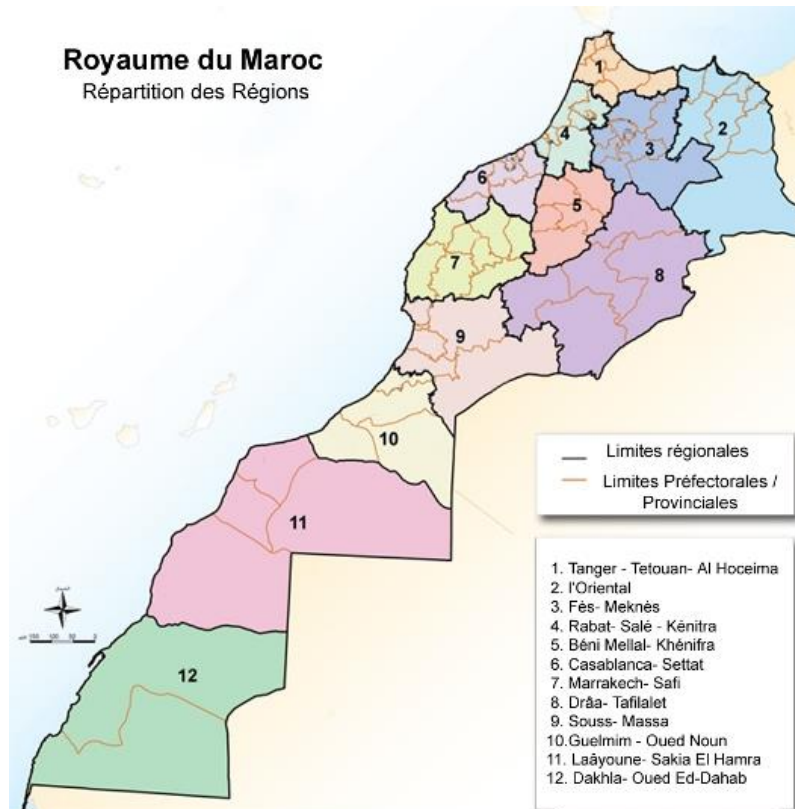 Royaume du Maroc
Répartition des Régions
1
2
3
4
5
6
7
8
9
10
11
12
Limites régionales
Limites Préfectorales /
Provinciales
1. Tanger - Tetouan- Al Hoceima
2. l'Oriental
3. Fès- Meknès
4. Rabat- Salé - Kénitra
5. Béni Mellal- Khénifra
6. Casablanca- Settat
7. Marrakech- Safi
8. Drâa- Tafilalet
9. Souss- Massa
10.Guelmim - Oued Noun
11. Laâyoune- Sakia El Hamra
12. Dakhla- Oued Ed-Dahab